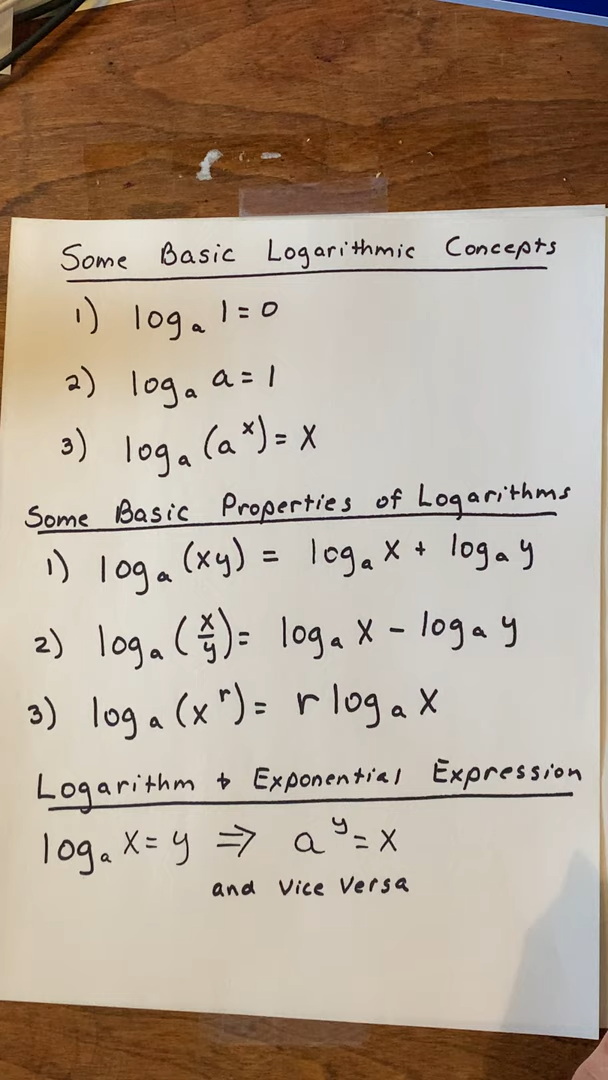 Some Basic Logarithmic Concepts
1) logₐ 1 = 0
2) logₐ a = 1
3) logₐ (aˣ) = x
Some Basic Properties of Logarithms
1) logₐ (xy) = logₐ x + logₐ y
2) logₐ (x/y) = logₐ x - logₐ y
3) logₐ (xʳ) = r logₐ x
Logarithm + Exponential Expression
logₐ x = y ⇒ aʸ = x
and vice versa